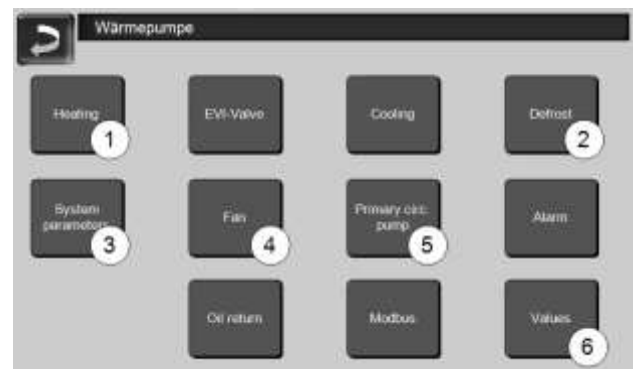 Wärmepumpe
Heating
1
EVI-Valve
Cooling
Defrost
2
System
parameters
3
Fan
4
Primary circ.
pump
5
Alarm
Oil return
Modbus
Values
6